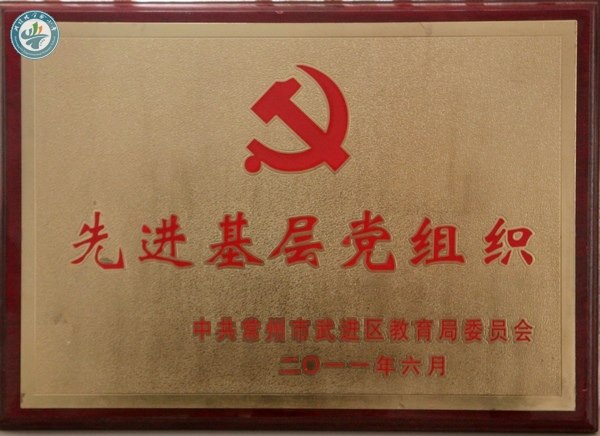 先进基层党组织
中共常州市武进区教育局委员会
二〇一一年六月